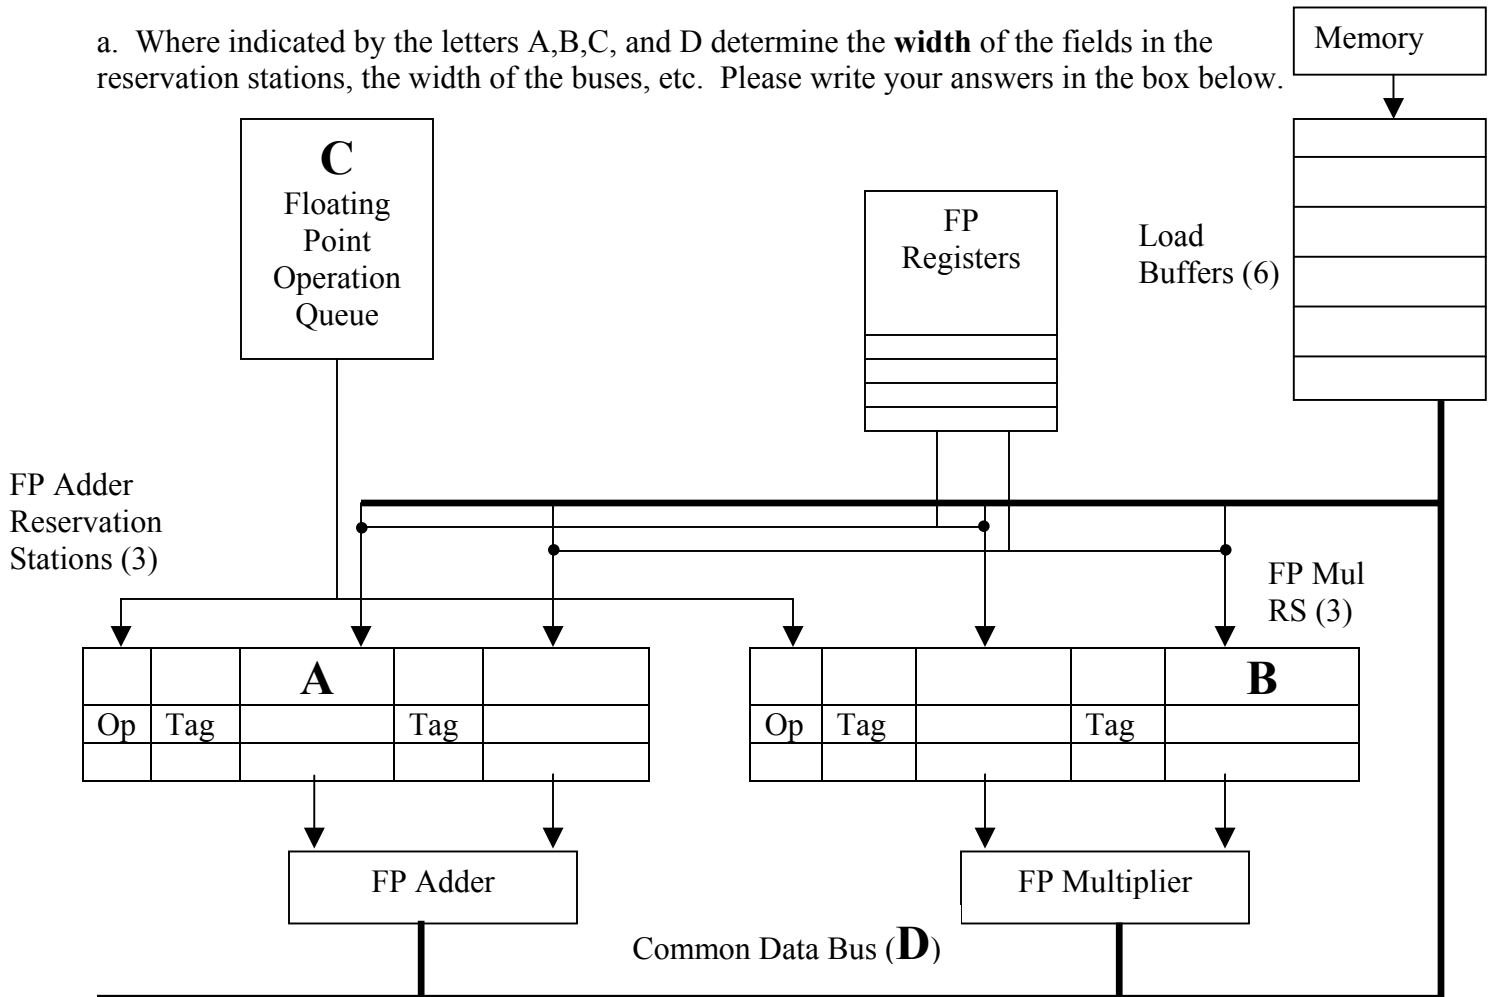 a. Where indicated by the letters A,B,C, and D determine the width of the fields in the
reservation stations, the width of the buses, etc. Please write your answers in the box below.
Memory
C
Floating
Point
Operation
Queue
FP
Registers
Load
Buffers (6)
FP Adder
Reservation
Stations (3)
FP Mul
RS (3)
A
B
Op Tag Tag
Op Tag Tag
FP Adder
FP Multiplier
Common Data Bus (D)